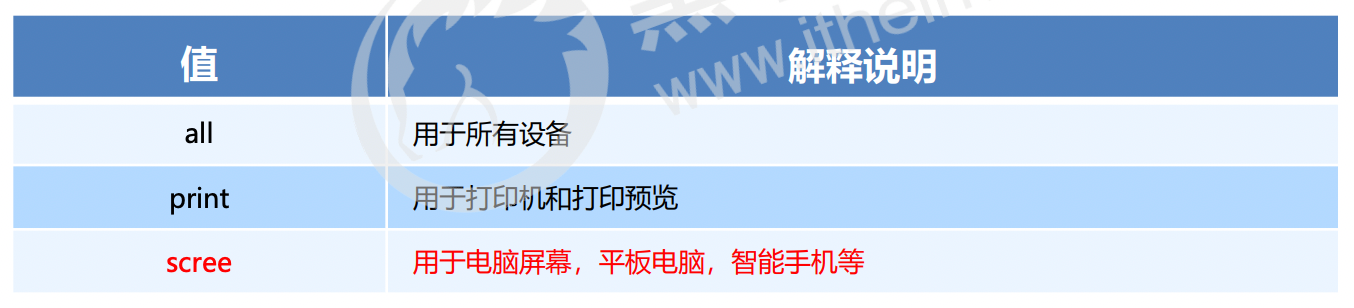 值 解释说明
all 用于所有设备
print 用于打印机和打印预览
scree 用于电脑屏幕，平板电脑，智能手机等